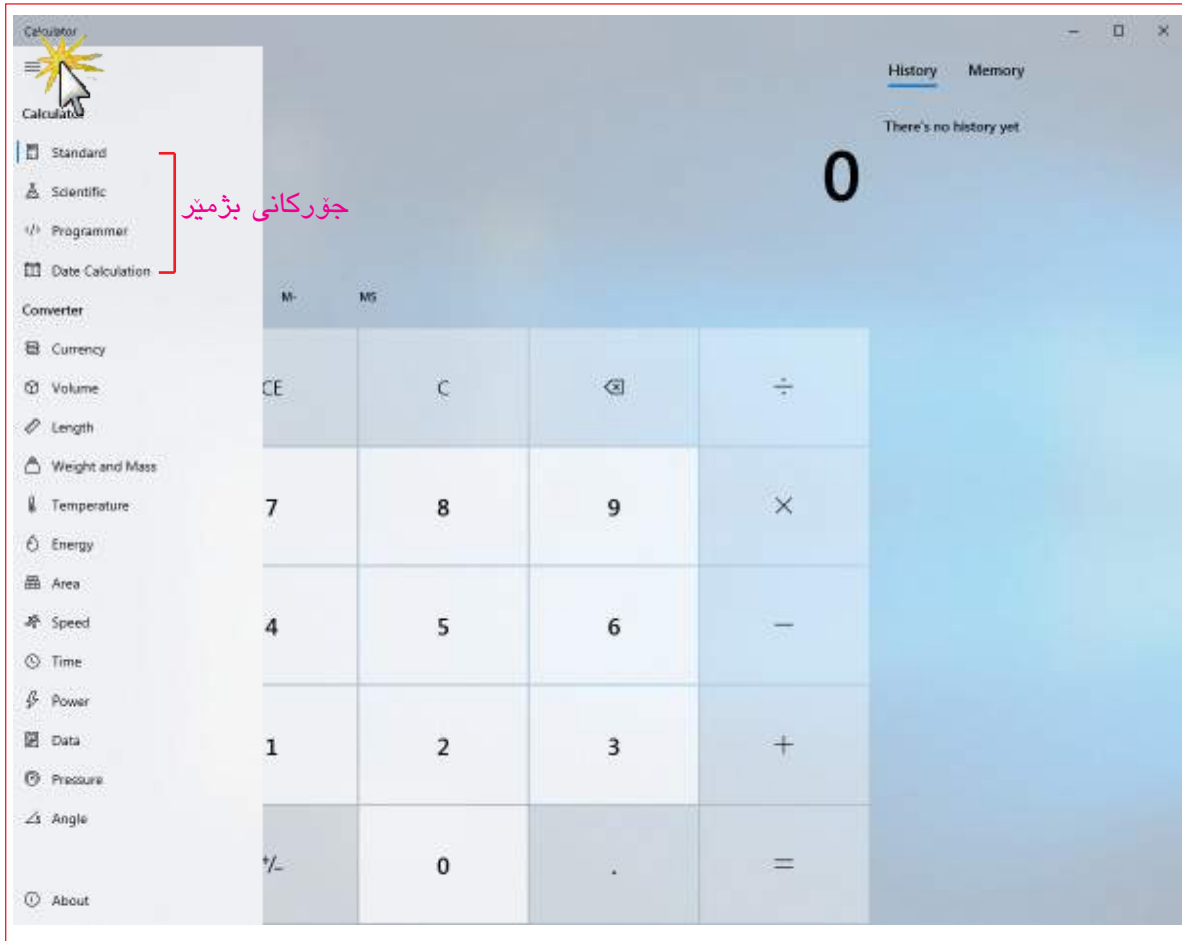 Calculator
Calculator
Standard
Scientific
Programmer
Date Calculation
جۆرکانی بژمێر
Converter
Currency
Volume
Length
Weight and Mass
Temperature
Energy
Area
Speed
Time
Power
Data
Pressure
Angle
About
History Memory
There's no history yet
0
M- MS
CE C ÷
7 8 9 ×
4 5 6 −
1 2 3 +
+/− 0 . =